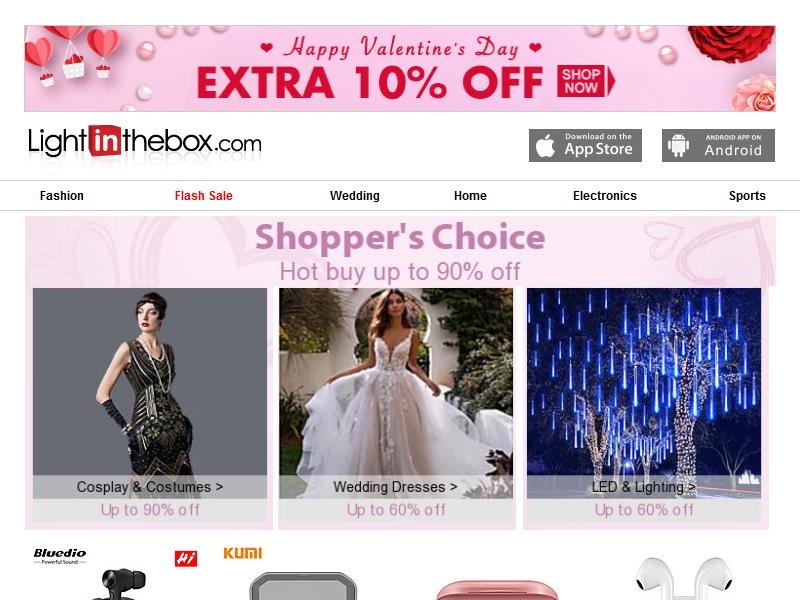 Happy Valentine's Day
EXTRA 10% OFF
SHOP
NOW
Lightinthebox.com
Download on the
App Store
ANDROID APP ON
Android
Fashion
Flash Sale
Wedding
Home
Electronics
Sports
Shopper's Choice
Hot buy up to 90% off
Cosplay & Costumes >
Up to 90% off
Wedding Dresses >
Up to 60% off
LED & Lighting >
Up to 60% off
Bluedio
Powerful Sound
Hi
KUMI